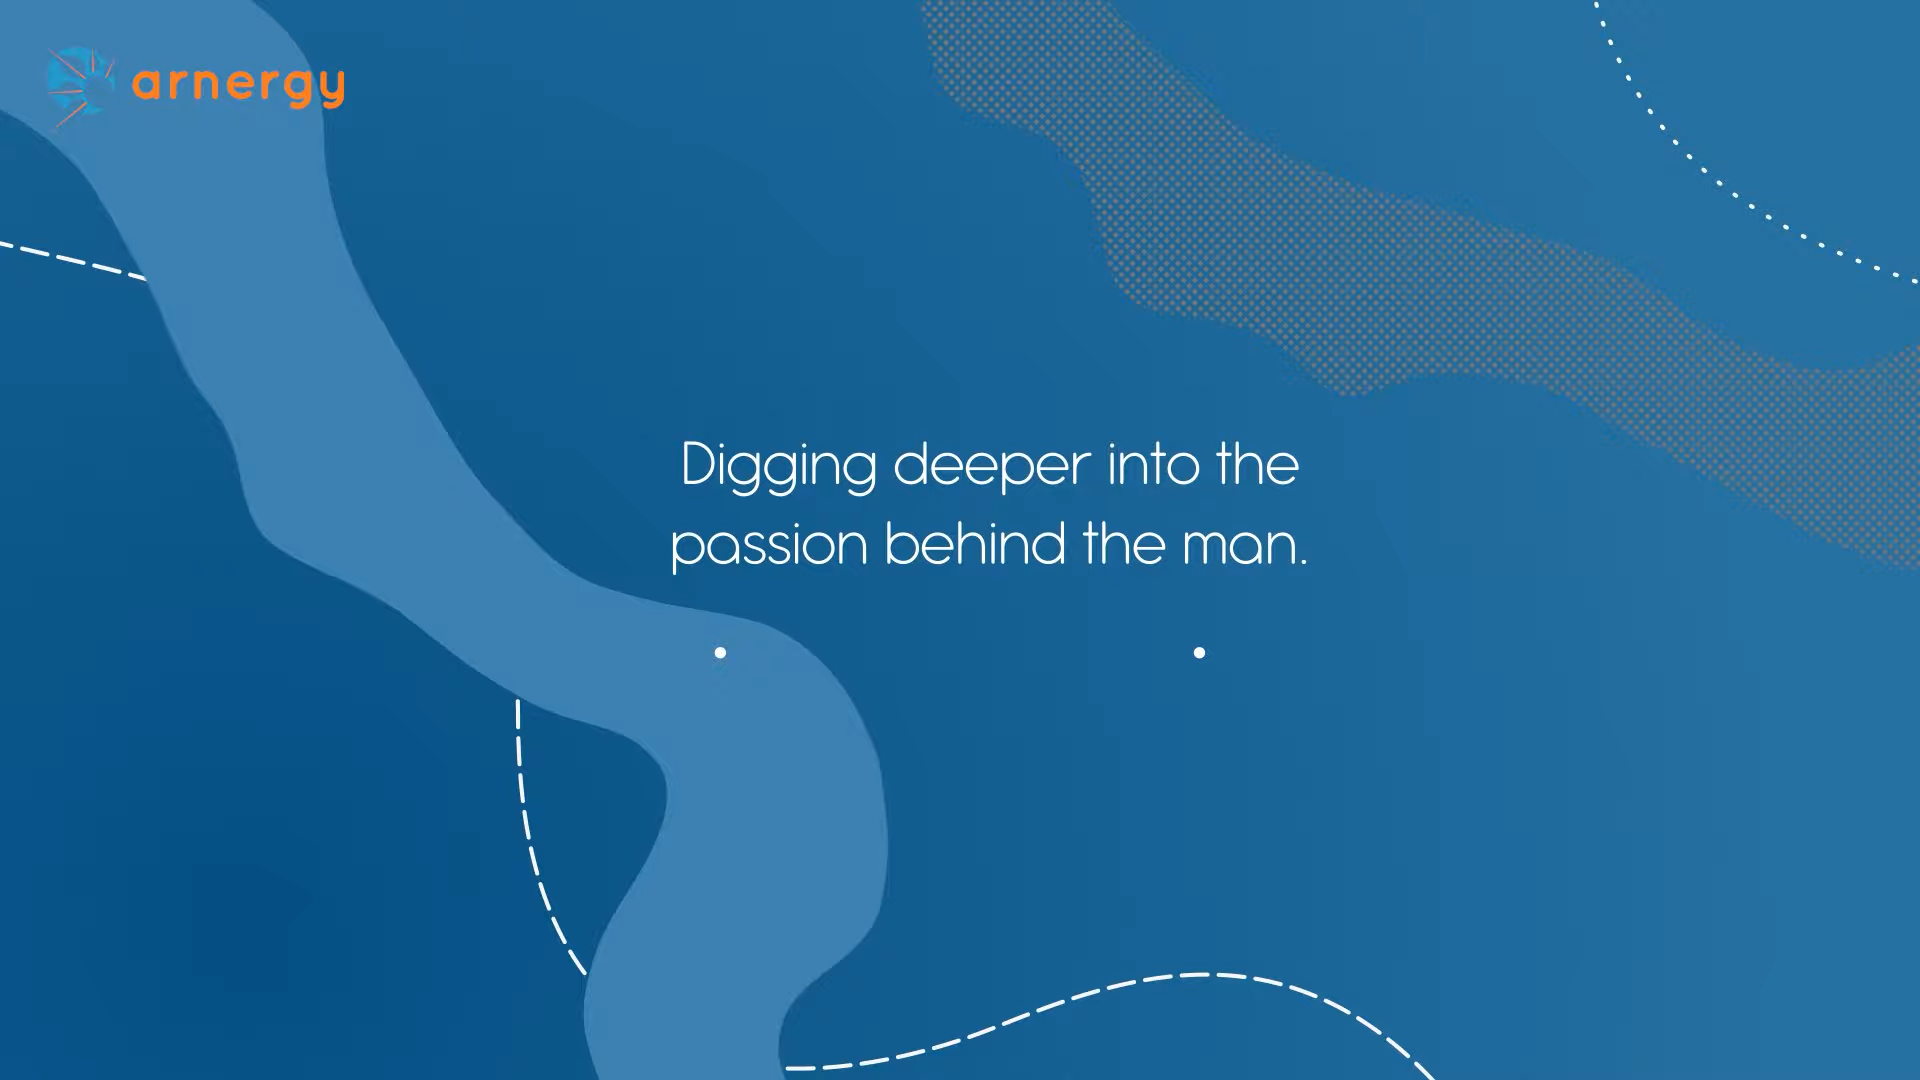 arnergy
Digging deeper into the
passion behind the man.